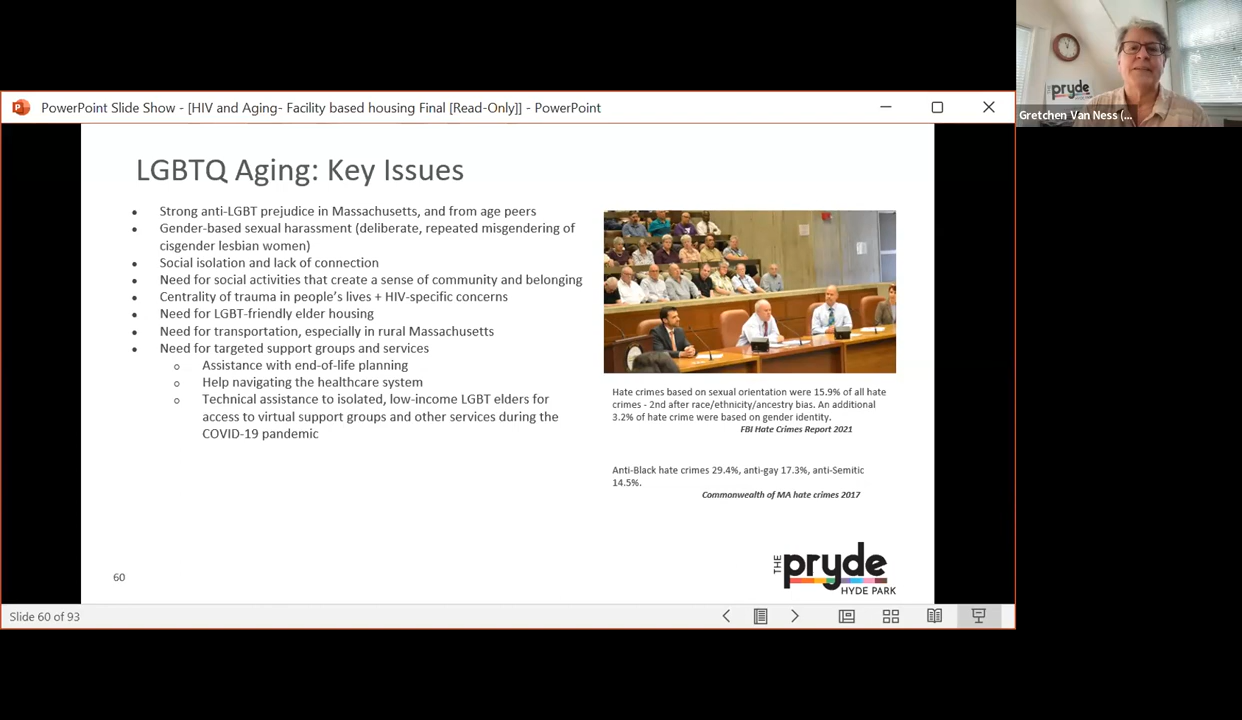 PowerPoint Slide Show - [HIV and Aging- Facility based housing Final [Read-Only]] - PowerPoint
pryde
Gretchen Van Ness (...
LGBTQ Aging: Key Issues
• Strong anti-LGBT prejudice in Massachusetts, and from age peers
• Gender-based sexual harassment (deliberate, repeated misgendering of
cisgender lesbian women)
• Social isolation and lack of connection
• Need for social activities that create a sense of community and belonging
• Centrality of trauma in people's lives + HIV-specific concerns
• Need for LGBT-friendly elder housing
• Need for transportation, especially in rural Massachusetts
• Need for targeted support groups and services
o Assistance with end-of-life planning
o Help navigating the healthcare system
o Technical assistance to isolated, low-income LGBT elders for
access to virtual support groups and other services during the
COVID-19 pandemic
Hate crimes based on sexual orientation were 15.9% of all hate
crimes - 2nd after race/ethnicity/ancestry bias. An additional
3.2% of hate crime were based on gender identity.
FBI Hate Crimes Report 2021
Anti-Black hate crimes 29.4%, anti-gay 17.3%, anti-Semitic
14.5%.
Commonwealth of MA hate crimes 2017
THE pryde
HYDE PARK
60
Slide 60 of 93